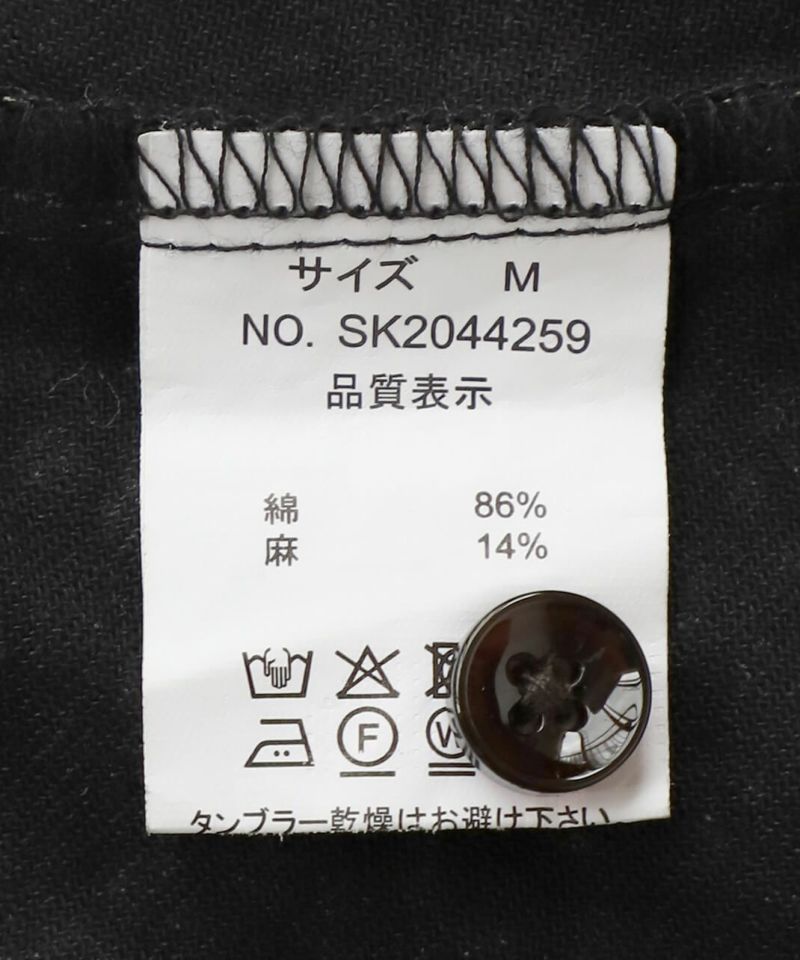 サイズ M
NO. SK2044259
品質表示
綿 86%
麻 14%
F W
タンブラー乾燥はお避け下さい